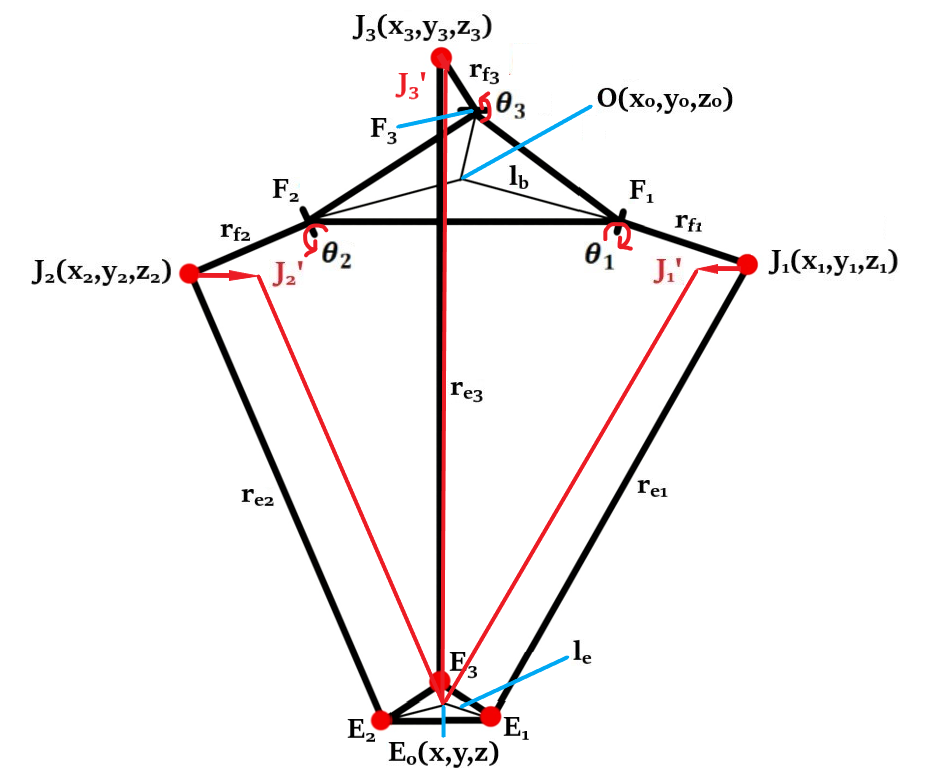 J₃(x₃,y₃,z₃)
J₃'
r_f₃
θ₃
O(x₀,y₀,z₀)
F₃
l_b
F₂
F₁
r_f₂
r_f₁
θ₂
θ₁
J₂(x₂,y₂,z₂)
J₂'
J₁'
J₁(x₁,y₁,z₁)
r_e₃
r_e₂
r_e₁
E₃
l_e
E₂
E₁
E₀(x,y,z)